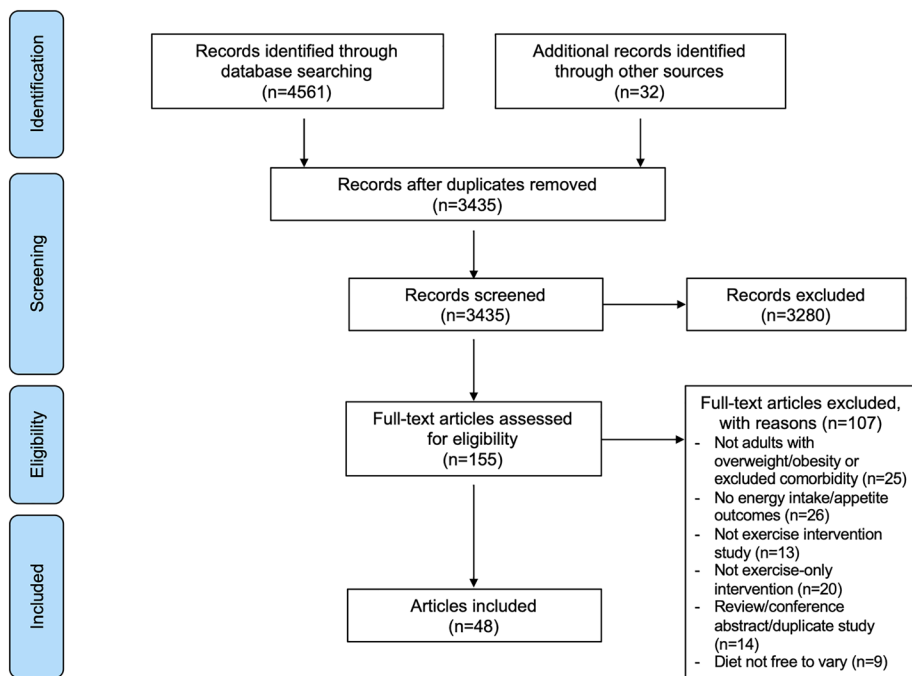 Identification
Records identified through
database searching
(n=4561)
Additional records identified
through other sources
(n=32)
Records after duplicates removed
(n=3435)
Screening
Records screened
(n=3435)
Records excluded
(n=3280)
Eligibility
Full-text articles assessed
for eligibility
(n=155)
Full-text articles excluded,
with reasons (n=107)
- Not adults with
overweight/obesity or
excluded comorbidity (n=25)
- No energy intake/appetite
outcomes (n=26)
- Not exercise intervention
study (n=13)
- Not exercise-only
intervention (n=20)
- Review/conference
abstract/duplicate study
(n=14)
- Diet not free to vary (n=9)
Included
Articles included
(n=48)